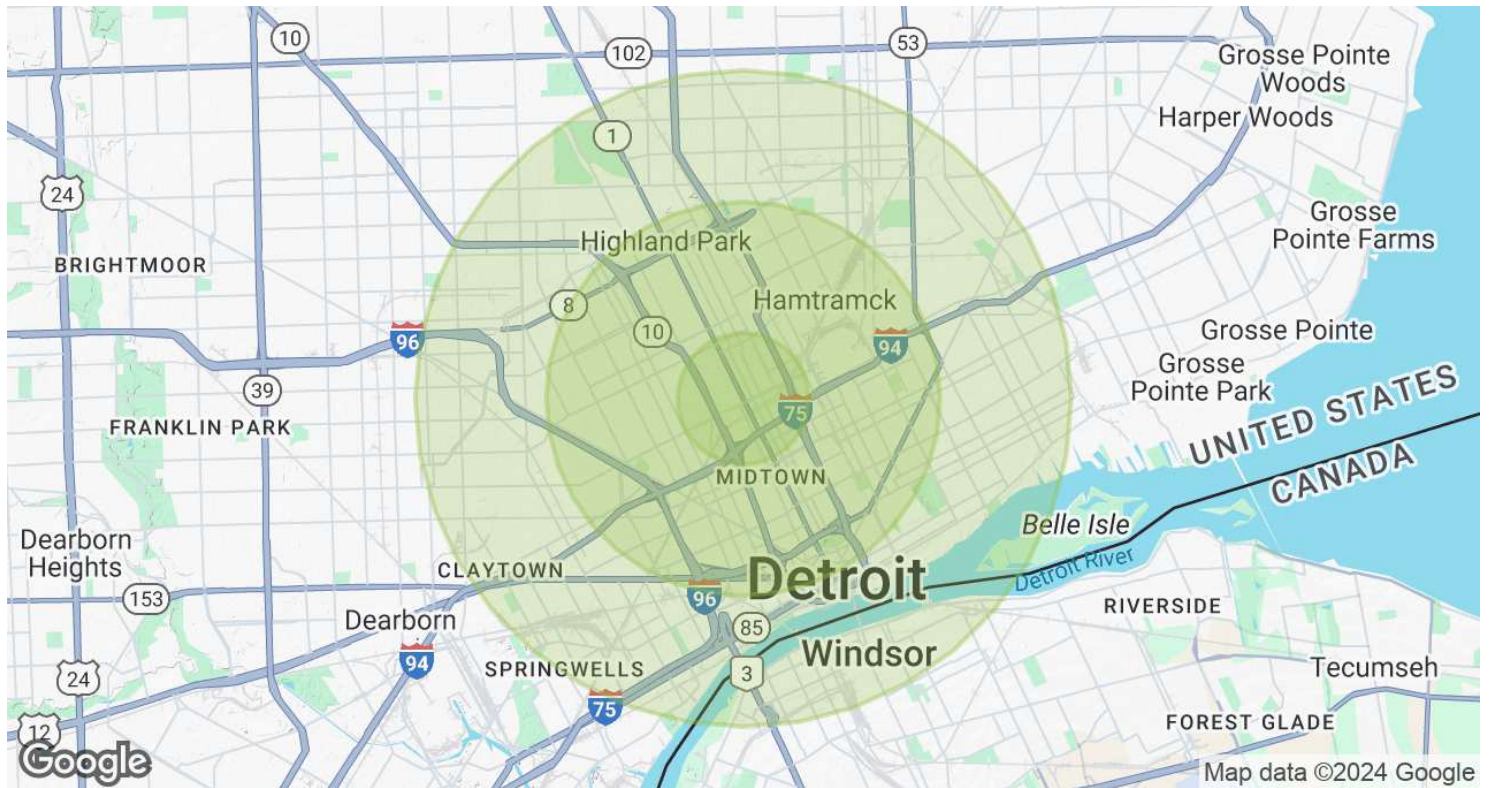 10
102
53
Grosse Pointe
Woods
Harper Woods
1
24
Grosse
Pointe Farms
Highland Park
BRIGHTMOOR
Hamtramck
8
10
96
94
Grosse Pointe
Grosse
Pointe Park
39
75
UNITED STATES
FRANKLIN PARK
CANADA
MIDTOWN
Belle Isle
Dearborn
Heights
CLAYTOWN
Detroit
Detroit River
153
96
RIVERSIDE
Dearborn
85
Windsor
94
SPRINGWELLS
3
Tecumseh
24
75
FOREST GLADE
12
Google
Map data ©2024 Google